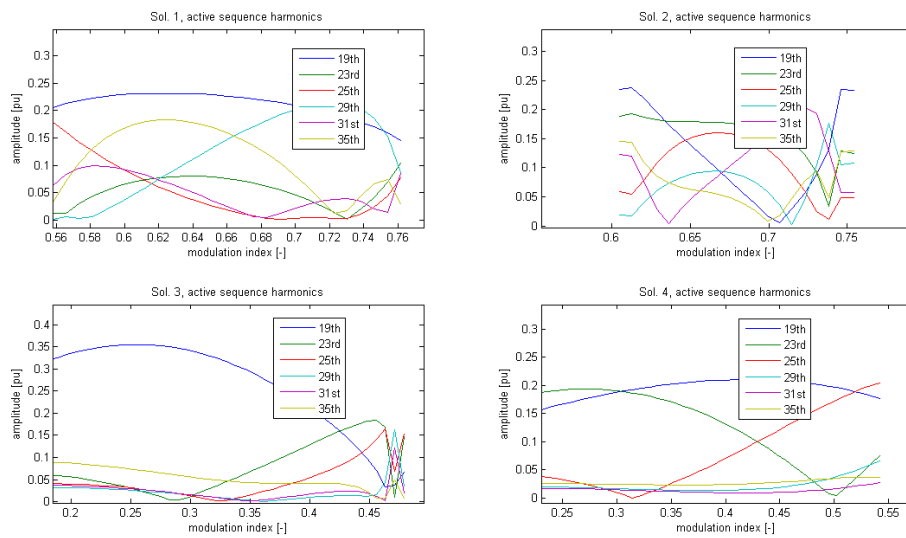 Sol. 1, active sequence harmonics
0.3
0.25
0.2
0.15
0.1
0.05
0
amplitude [pu]
19th
23rd
25th
29th
31st
35th
0.56 0.58 0.6 0.62 0.64 0.66 0.68 0.7 0.72 0.74 0.76
modulation index [-]
Sol. 2, active sequence harmonics
0.3
0.25
0.2
0.15
0.1
0.05
0
amplitude [pu]
19th
23rd
25th
29th
31st
35th
0.6 0.65 0.7 0.75
modulation index [-]
Sol. 3, active sequence harmonics
0.4
0.35
0.3
0.25
0.2
0.15
0.1
0.05
0
amplitude [pu]
19th
23rd
25th
29th
31st
35th
0.2 0.25 0.3 0.35 0.4 0.45
modulation index [-]
Sol. 4, active sequence harmonics
0.3
0.25
0.2
0.15
0.1
0.05
0
amplitude [pu]
19th
23rd
25th
29th
31st
35th
0.25 0.3 0.35 0.4 0.45 0.5 0.55
modulation index [-]